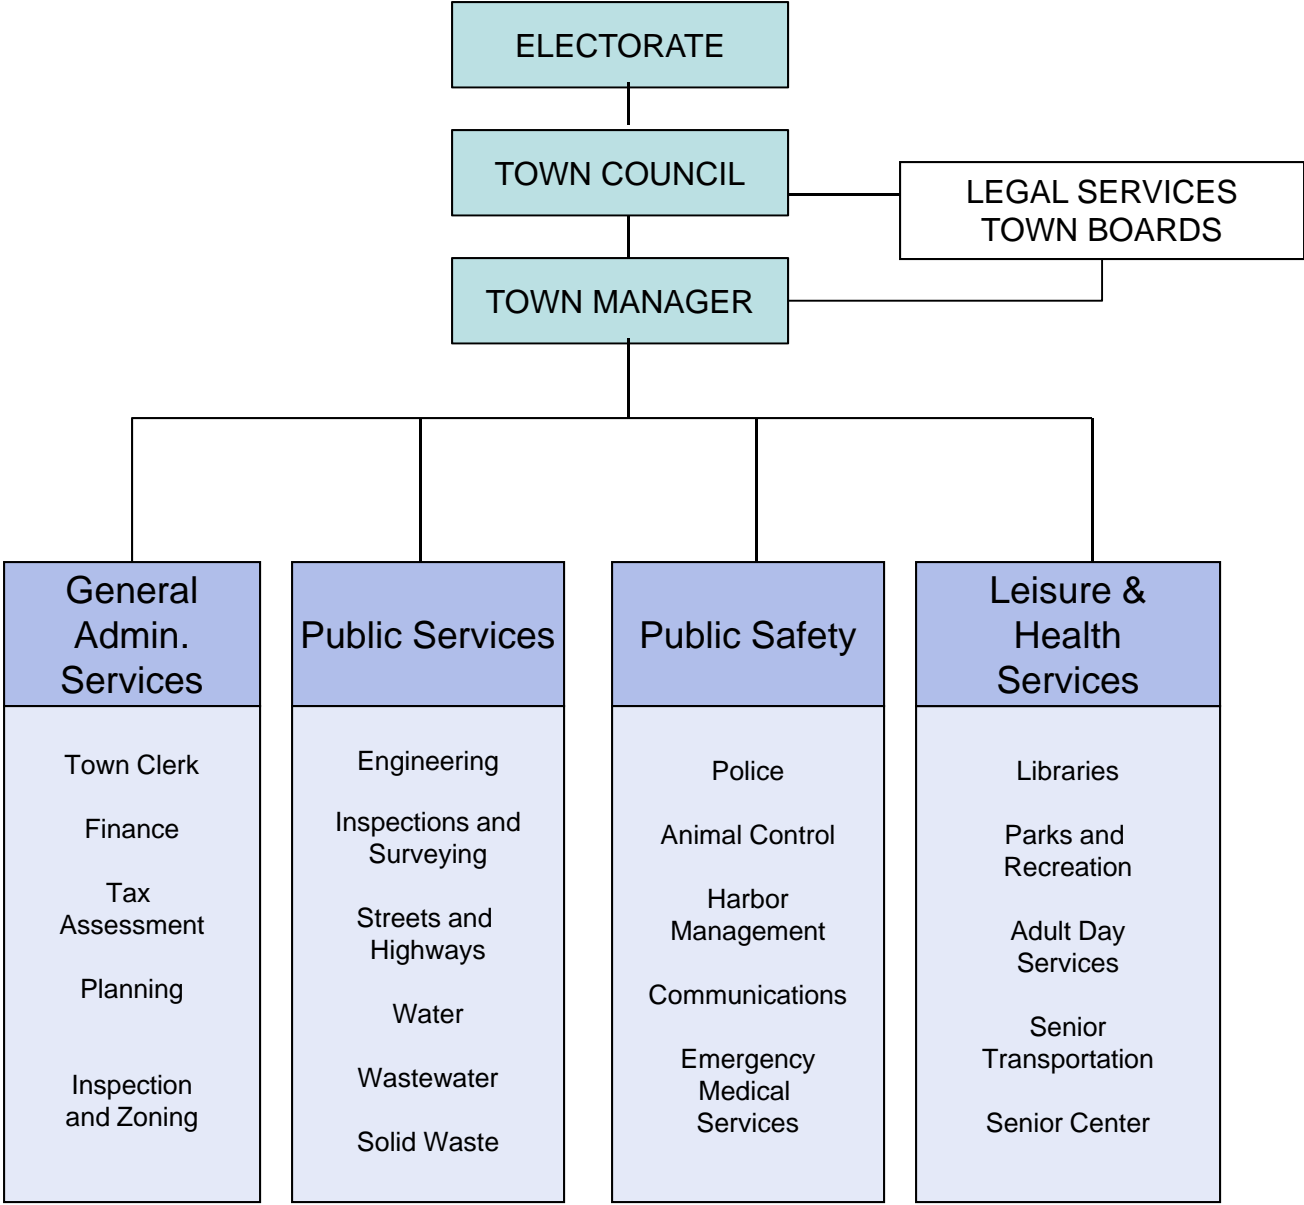 ELECTORATE
TOWN COUNCIL
LEGAL SERVICES
TOWN BOARDS
TOWN MANAGER
General
Admin.
Services
Town Clerk
Finance
Tax
Assessment
Planning
Inspection
and Zoning
Public Services
Engineering
Inspections and
Surveying
Streets and
Highways
Water
Wastewater
Solid Waste
Public Safety
Police
Animal Control
Harbor
Management
Communications
Emergency
Medical
Services
Leisure &
Health
Services
Libraries
Parks and
Recreation
Adult Day
Services
Senior
Transportation
Senior Center